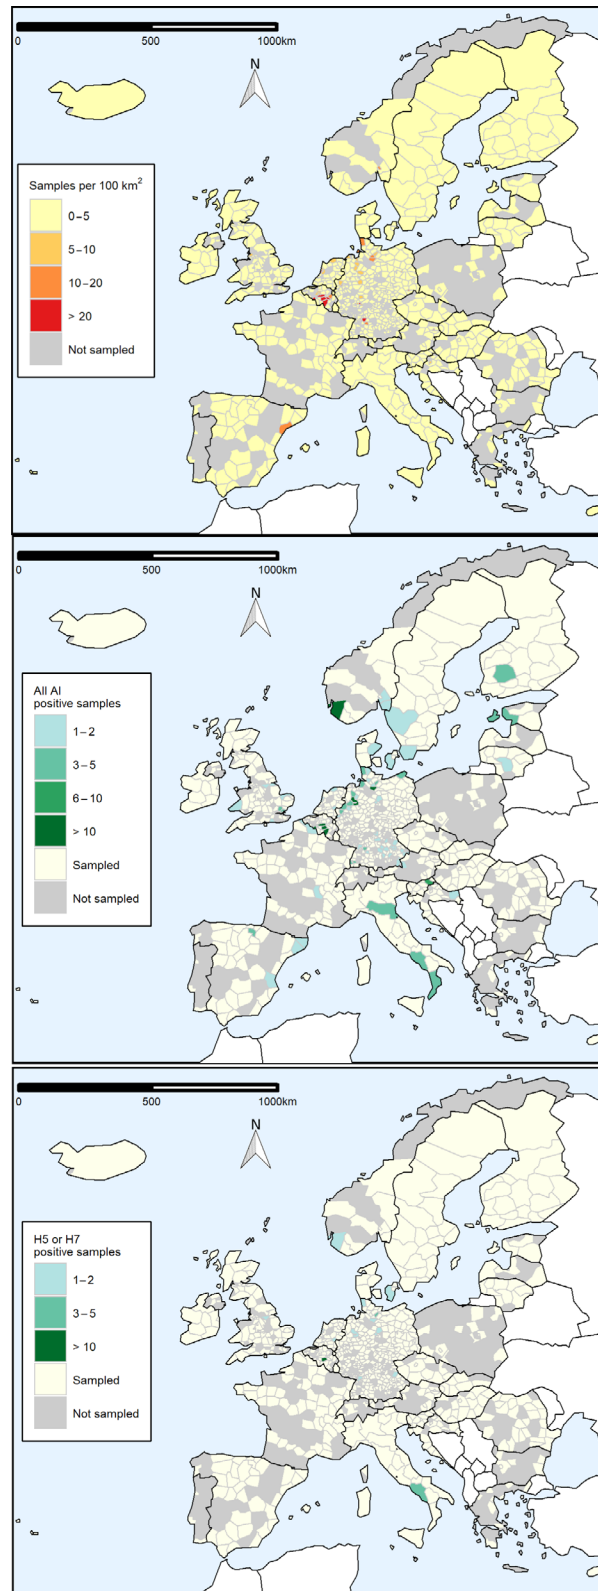 0 500 1000km
N
Samples per 100 km²
0–5
5–10
10–20
> 20
Not sampled
0 500 1000km
N
All AI
positive samples
1–2
3–5
6–10
> 10
Sampled
Not sampled
0 500 1000km
N
H5 or H7
positive samples
1–2
3–5
> 10
Sampled
Not sampled